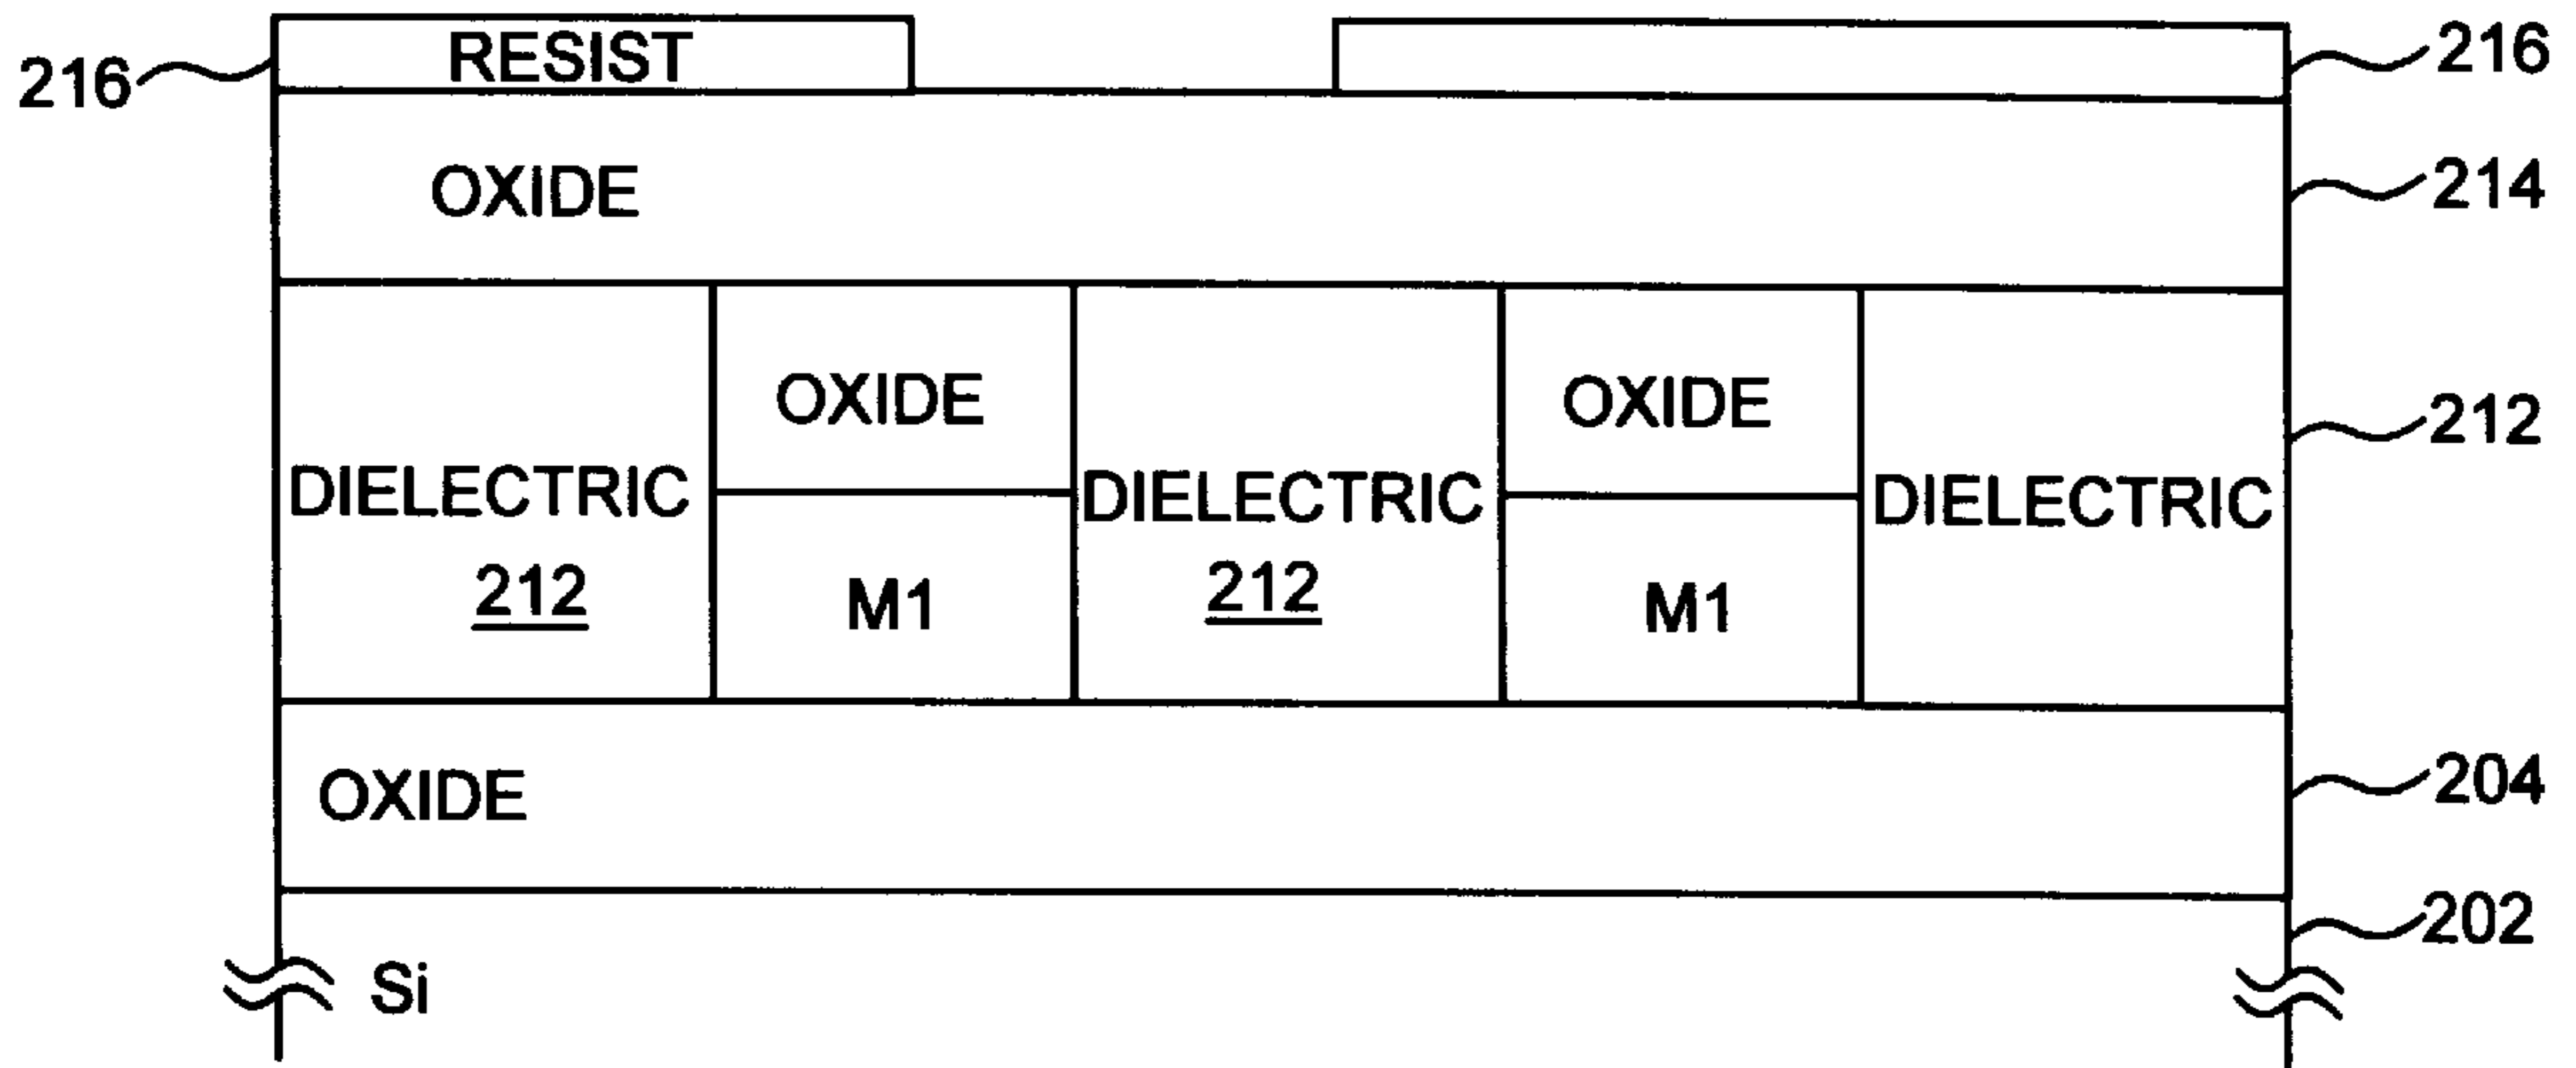 RESIST
216
216
OXIDE
214
OXIDE
OXIDE
212
DIELECTRIC
DIELECTRIC
DIELECTRIC
212
M1
212
M1
OXIDE
204
202
Si